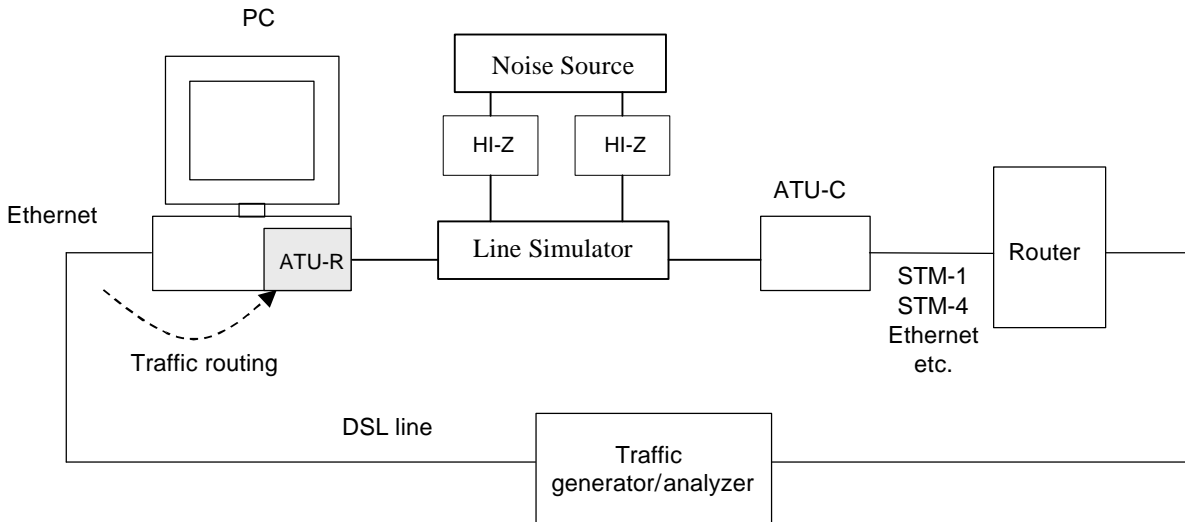 PC
Noise Source
HI-Z
HI-Z
ATU-C
Ethernet
ATU-R
Line Simulator
Router
STM-1
STM-4
Ethernet
etc.
Traffic routing
DSL line
Traffic
generator/analyzer